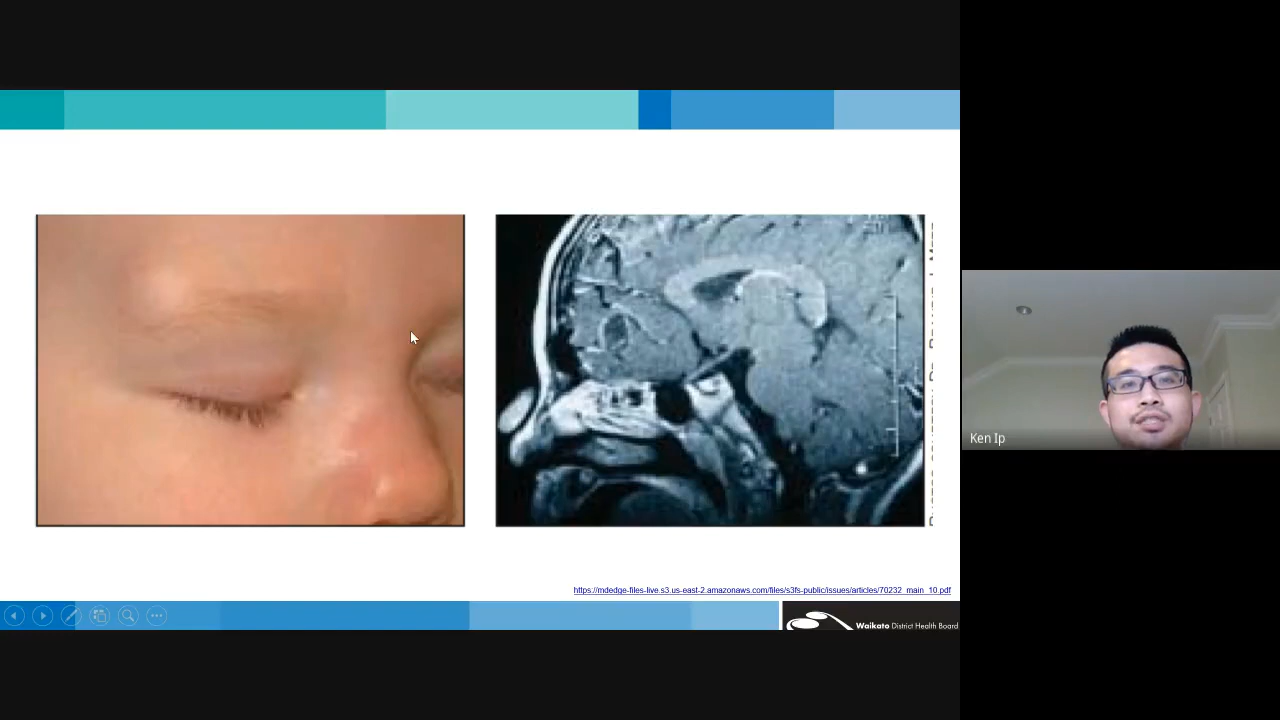 https://mdedge-files-live.s3.us-east-2.amazonaws.com/files/s3fs-public/issues/articles/70232_main_10.pdf
Waikato District Health Board
Ken Ip